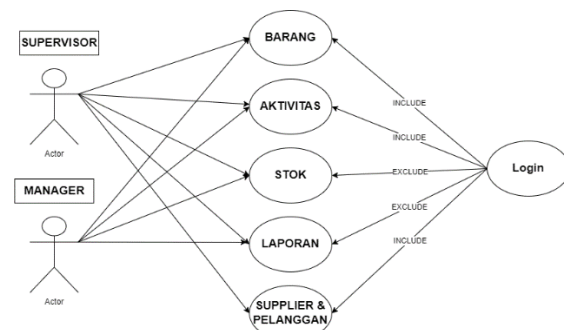 SUPERVISOR
Actor
MANAGER
Actor
BARANG
AKTIVITAS
STOK
LAPORAN
SUPPLIER &
PELANGGAN
INCLUDE
INCLUDE
EXCLUDE
EXCLUDE
INCLUDE
Login